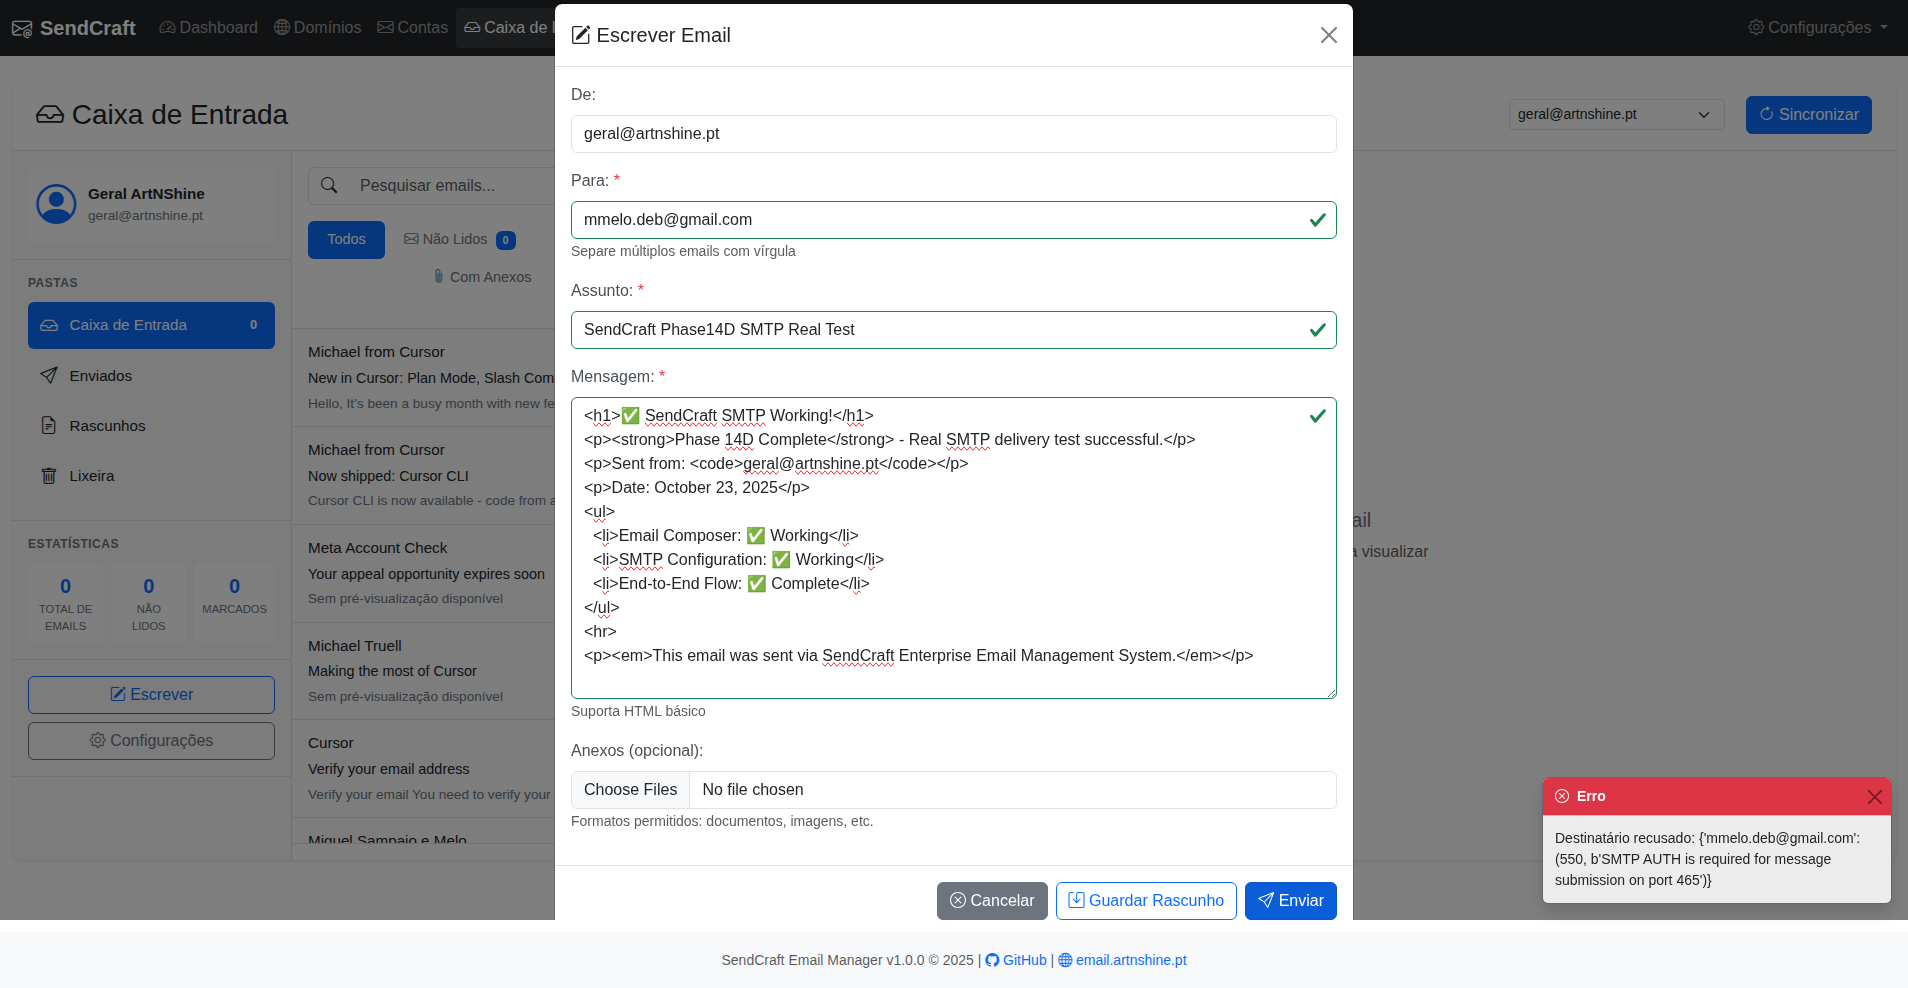 SendCraft
Dashboard
Domínios
Contas
Caixa de
Configurações
Escrever Email
De:
geral@artnshine.pt
Para: *
mmelo.deb@gmail.com
Separe múltiplos emails com vírgula
Assunto: *
SendCraft Phase14D SMTP Real Test
Mensagem: *
<h1>✅ SendCraft SMTP Working!</h1>
<p><strong>Phase 14D Complete</strong> - Real SMTP delivery test successful.</p>
<p>Sent from: <code>geral@artnshine.pt</code></p>
<p>Date: October 23, 2025</p>
<ul>
<li>Email Composer: ✅ Working</li>
<li>SMTP Configuration: ✅ Working</li>
<li>End-to-End Flow: ✅ Complete</li>
</ul>
<hr>
<p><em>This email was sent via SendCraft Enterprise Email Management System.</em></p>
Suporta HTML básico
Anexos (opcional):
Choose Files No file chosen
Formatos permitidos: documentos, imagens, etc.
Cancelar
Guardar Rascunho
Enviar
Caixa de Entrada
geral@artnshine.pt
Sincronizar
Geral ArtNShine
geral@artnshine.pt
PASTAS
Caixa de Entrada 0
Enviados
Rascunhos
Lixeira
ESTATÍSTICAS
0
TOTAL DE
EMAILS
0
NÃO
LIDOS
0
MARCADOS
Escrever
Configurações
Pesquisar emails...
Todos
Não Lidos 0
Com Anexos
Michael from Cursor
New in Cursor: Plan Mode, Slash Com
Hello, It's been a busy month with new fe
Michael from Cursor
Now shipped: Cursor CLI
Cursor CLI is now available - code from a
Meta Account Check
Your appeal opportunity expires soon
Sem pré-visualização disponível
Michael Truell
Making the most of Cursor
Sem pré-visualização disponível
Cursor
Verify your email address
Verify your email You need to verify your
Miguel Sampaio e Melo
ail
a visualizar
Erro
Destinatário recusado: {'mmelo.deb@gmail.com':
(550, b'SMTP AUTH is required for message
submission on port 465')}
SendCraft Email Manager v1.0.0 © 2025 | GitHub | email.artnshine.pt